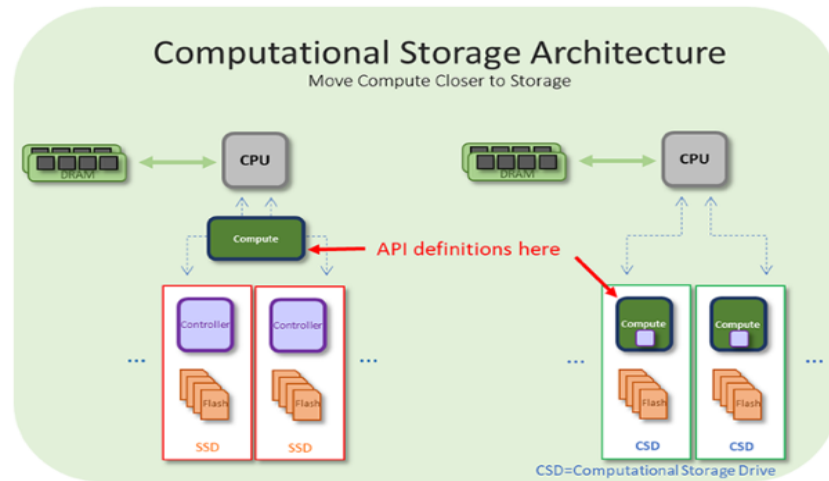 Computational Storage Architecture
Move Compute Closer to Storage
DRAM
CPU
DRAM
CPU
Compute
API definitions here
Controller
Controller
Compute
Compute
...
...
...
...
Flash
Flash
Flash
Flash
SSD
SSD
CSD
CSD
CSD=Computational Storage Drive